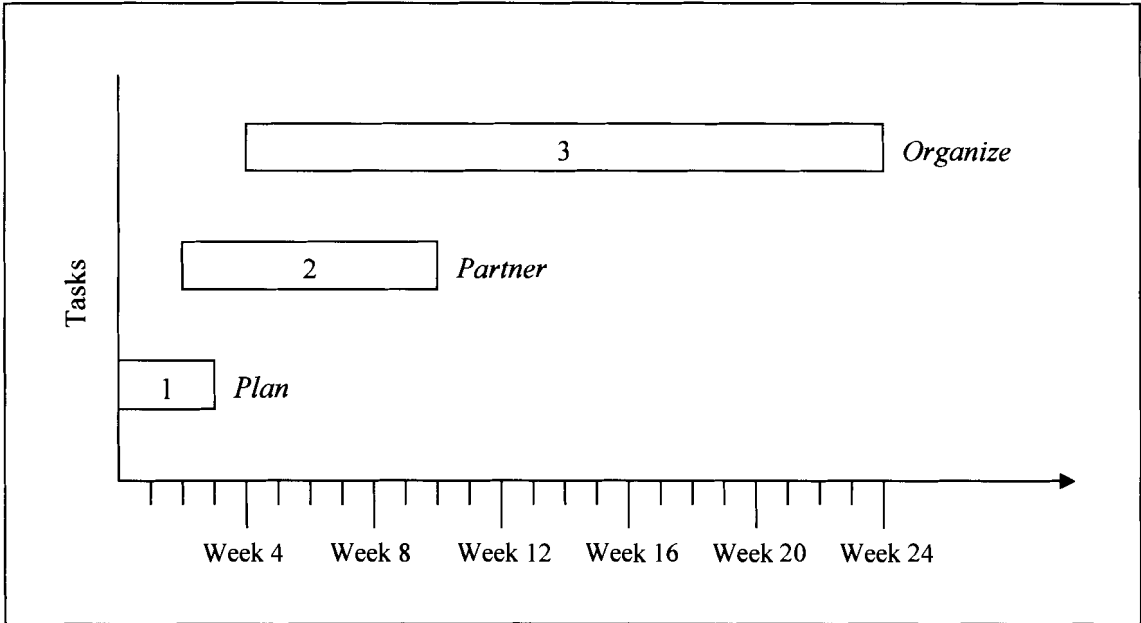 3
Organize
2
Partner
Tasks
1
Plan
Week 4
Week 8
Week 12
Week 16
Week 20
Week 24